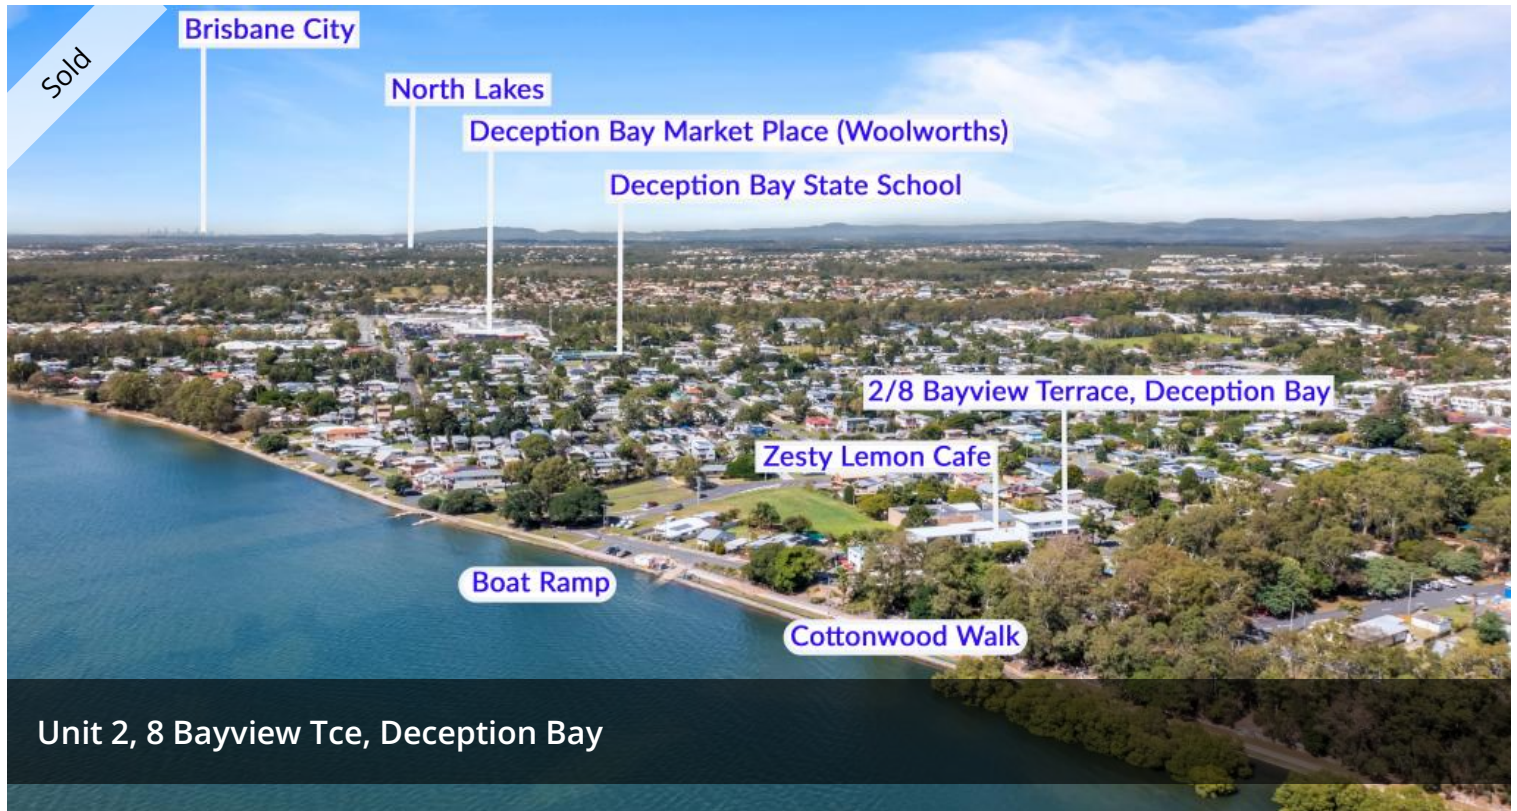 Sold
Brisbane City
North Lakes
Deception Bay Market Place (Woolworths)
Deception Bay State School
2/8 Bayview Terrace, Deception Bay
Zesty Lemon Cafe
Boat Ramp
Cottonwood Walk
Unit 2, 8 Bayview Tce, Deception Bay